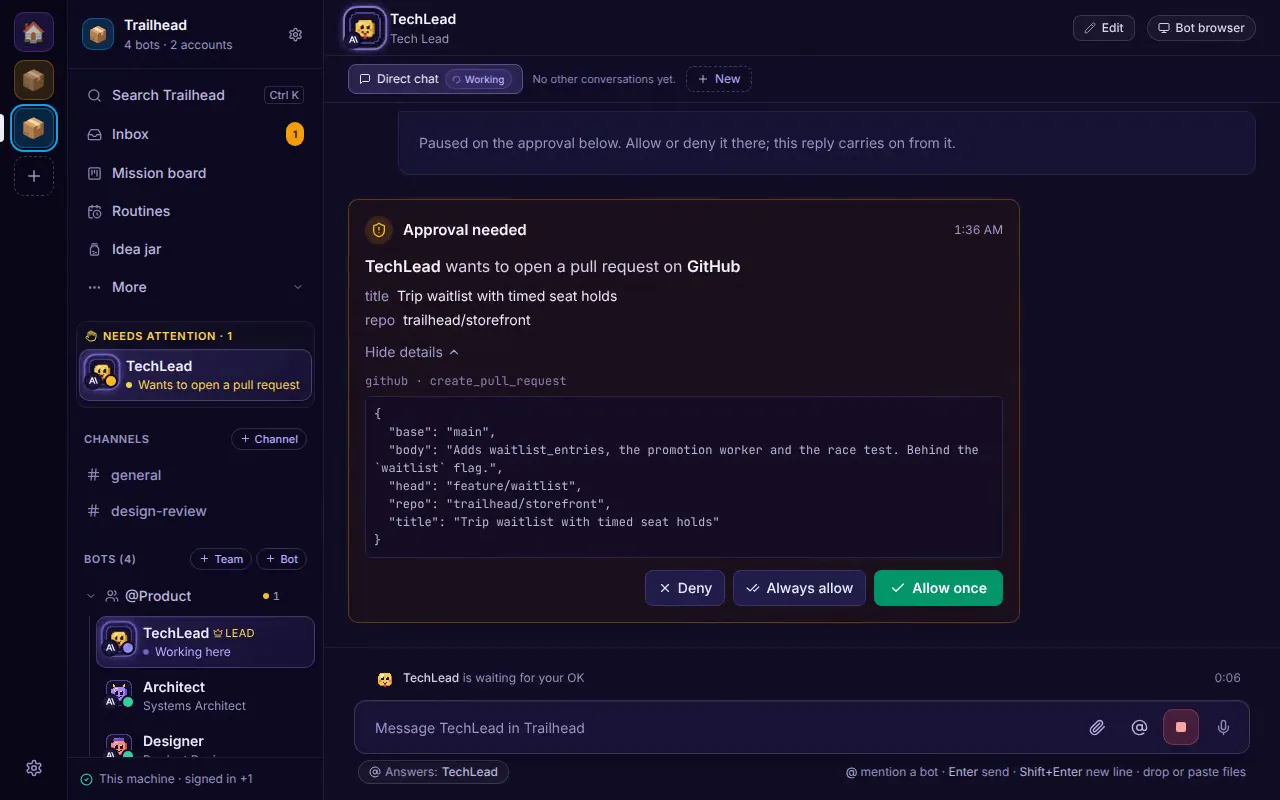 Trailhead
4 bots · 2 accounts
Search Trailhead
Ctrl K
Inbox
1
Mission board
Routines
Idea jar
More
NEEDS ATTENTION · 1
TechLead
Wants to open a pull request
CHANNELS
+ Channel
# general
# design-review
BOTS (4)
+ Team
+ Bot
@Product
1
TechLead LEAD
Working here
Architect
Systems Architect
Designer
This machine · signed in +1
TechLead
Tech Lead
Edit
Bot browser
Direct chat
Working
No other conversations yet.
+ New
Paused on the approval below. Allow or deny it there; this reply carries on from it.
Approval needed
1:36 AM
TechLead wants to open a pull request on GitHub
title Trip waitlist with timed seat holds
repo trailhead/storefront
Hide details
github · create_pull_request
{
"base": "main",
"body": "Adds waitlist_entries, the promotion worker and the race test. Behind the
`waitlist` flag.",
"head": "feature/waitlist",
"repo": "trailhead/storefront",
"title": "Trip waitlist with timed seat holds"
}
Deny
Always allow
Allow once
TechLead is waiting for your OK
0:06
Message TechLead in Trailhead
@ Answers: TechLead
@ mention a bot · Enter send · Shift+Enter new line · drop or paste files